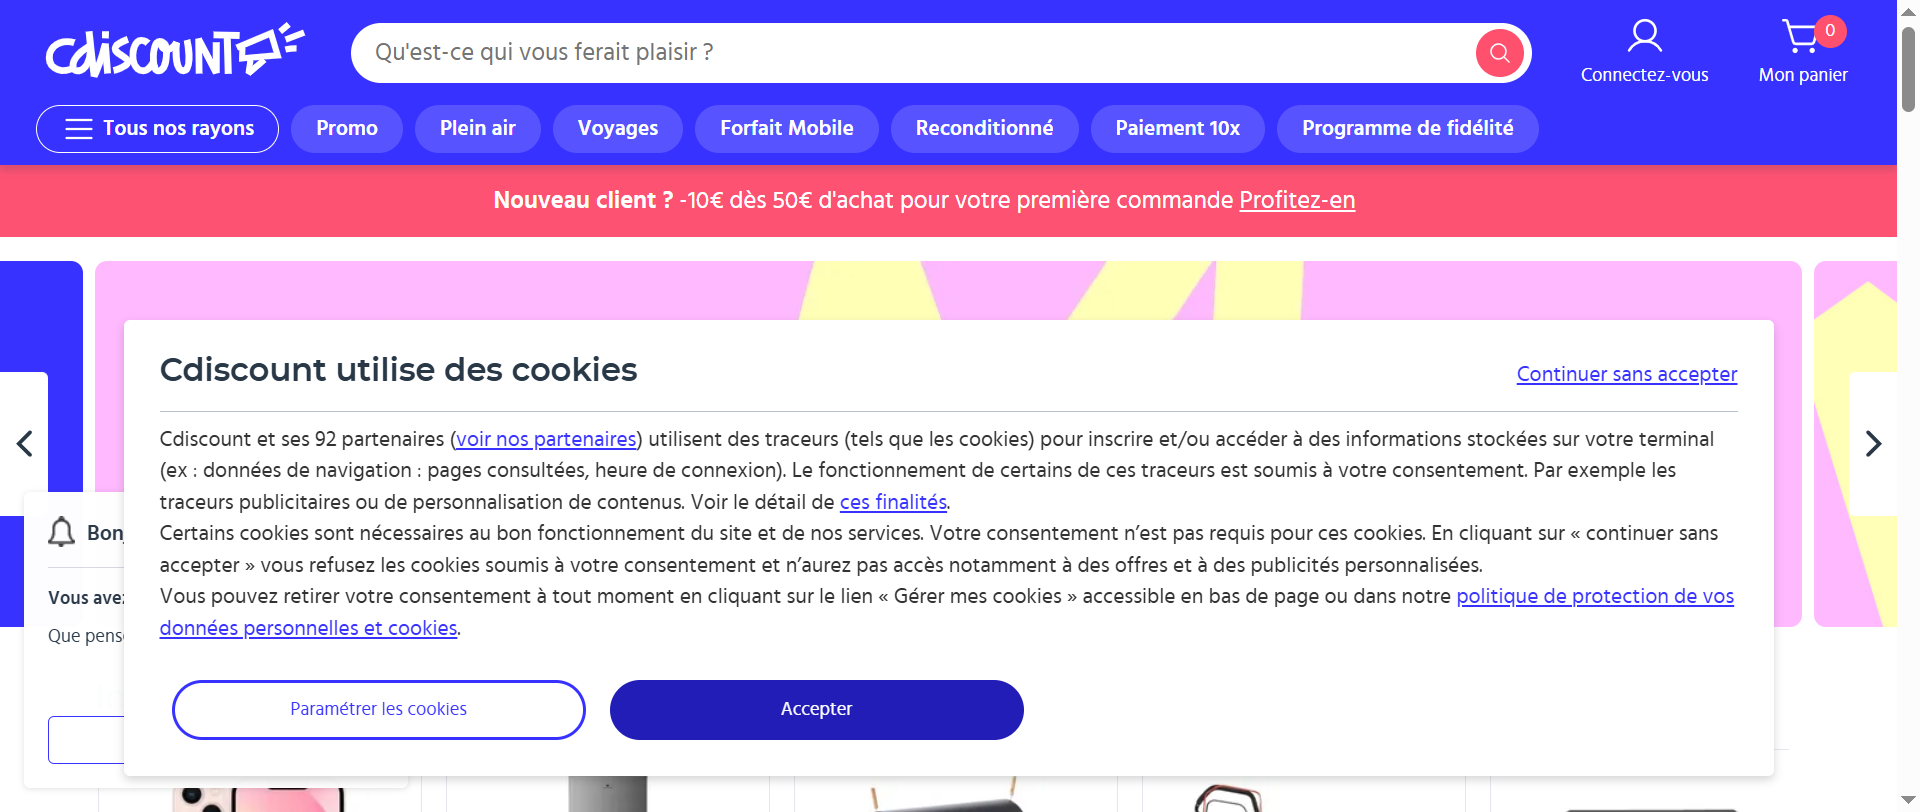 cdiscount
Qu'est-ce qui vous ferait plaisir ?
Connectez-vous
0
Mon panier
Tous nos rayons
Promo
Plein air
Voyages
Forfait Mobile
Reconditionné
Paiement 10x
Programme de fidélité
Nouveau client ? -10€ dès 50€ d'achat pour votre première commande Profitez-en
Cdiscount utilise des cookies
Continuer sans accepter
Cdiscount et ses 92 partenaires (voir nos partenaires) utilisent des traceurs (tels que les cookies) pour inscrire et/ou accéder à des informations stockées sur votre terminal
(ex : données de navigation : pages consultées, heure de connexion). Le fonctionnement de certains de ces traceurs est soumis à votre consentement. Par exemple les
traceurs publicitaires ou de personnalisation de contenus. Voir le détail de ces finalités.
Certains cookies sont nécessaires au bon fonctionnement du site et de nos services. Votre consentement n’est pas requis pour ces cookies. En cliquant sur « continuer sans
accepter » vous refusez les cookies soumis à votre consentement et n’aurez pas accès notamment à des offres et à des publicités personnalisées.
Vous pouvez retirer votre consentement à tout moment en cliquant sur le lien « Gérer mes cookies » accessible en bas de page ou dans notre politique de protection de vos
données personnelles et cookies.
Paramétrer les cookies
Accepter
Vous
Que